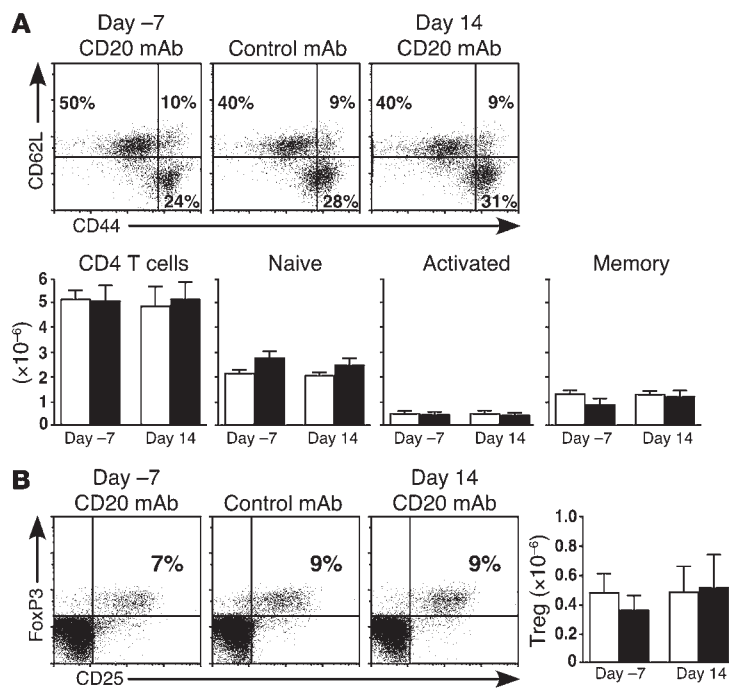 A
Day –7
CD20 mAb
Control mAb
Day 14
CD20 mAb
50%
10%
24%
40%
9%
28%
40%
9%
31%
CD62L
CD44
CD4 T cells
Naive
Activated
Memory
(×10⁻⁶)
6
5
4
3
2
1
0
Day –7
Day 14
Day –7
Day 14
Day –7
Day 14
Day –7
Day 14
B
Day –7
CD20 mAb
Control mAb
Day 14
CD20 mAb
7%
9%
9%
FoxP3
CD25
Treg (×10⁻⁶)
1.0
0.8
0.6
0.4
0.2
0
Day –7
Day 14